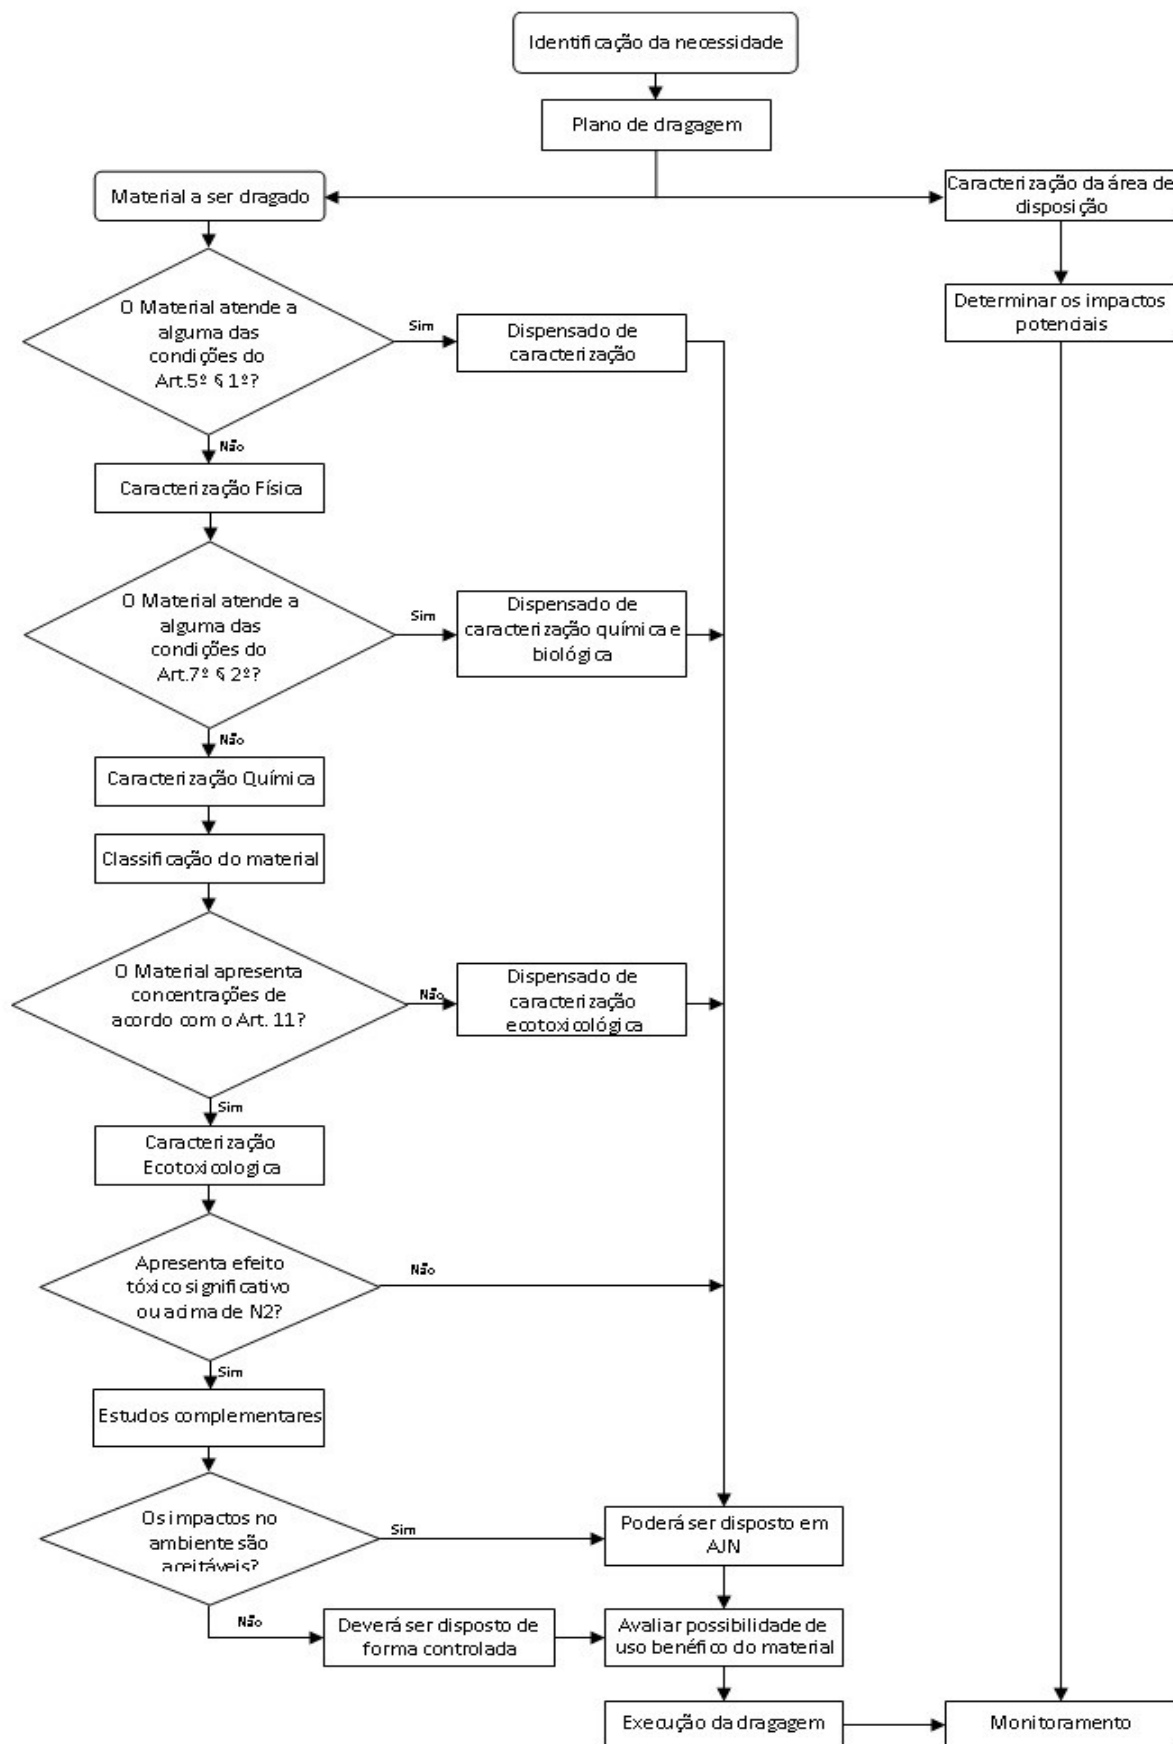 Identificação da necessidade
Plano de dragagem
Material a ser dragado
Caracterização da área de
disposição
Determinar os impactos
potenciais
O Material atende a
alguma das
condições do
Art.5º § 1º?
Sim
Dispensado de
caracterização
Não
Caracterização Física
O Material atende a
alguma das
condições do
Art.7º § 2º?
Sim
Dispensado de
caracterização química e
biológica
Não
Caracterização Química
Classificação do material
O Material apresenta
concentrações de
acordo com o Art. 11?
Não
Dispensado de
caracterização
ecotoxicológica
Sim
Caracterização
Ecotoxicologica
Apresenta efeito
tóxico significativo
ou acima de N2?
Não
Sim
Estudos complementares
Os impactos no
ambiente são
aceitáveis?
Sim
Poderá ser disposto em
AJN
Não
Deverá ser disposto de
forma controlada
Avaliar possibilidade de
uso benéfico do material
Execução da dragagem
Monitoramento